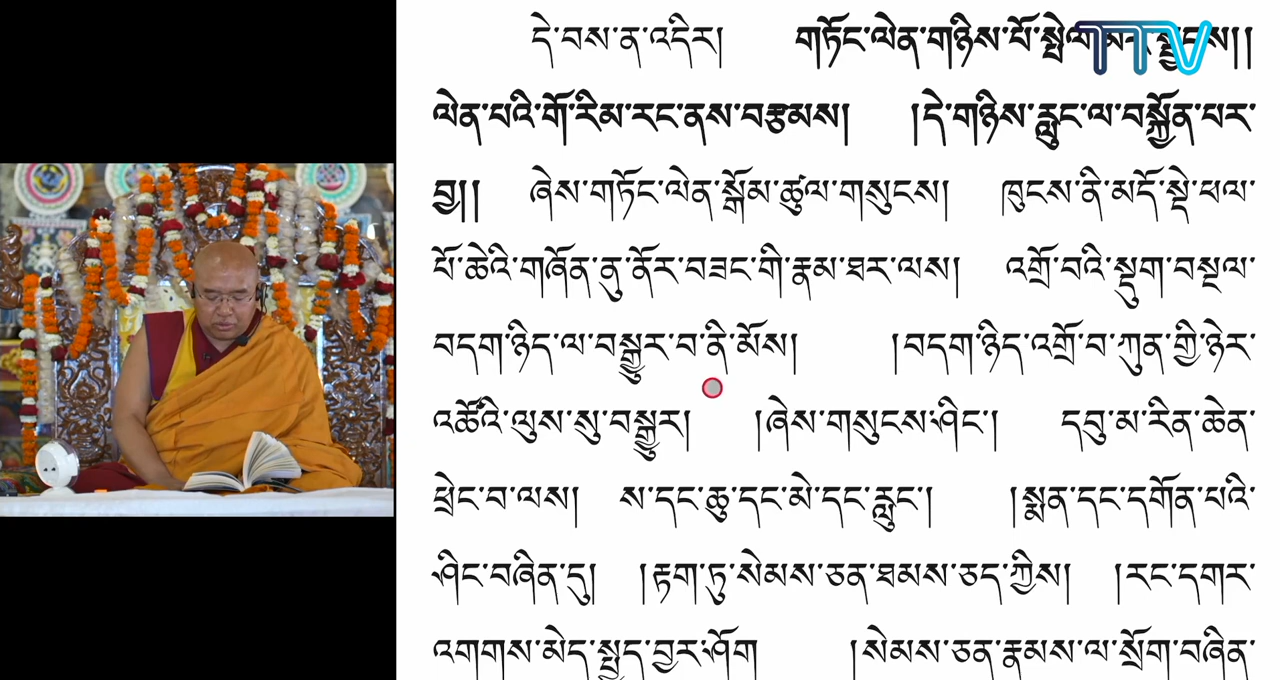 དེ་བས་ན་འདིར། གཏོང་ལེན་གཉིས་པོ་སྤེལ་མར་སྦྱངས།།
TTV
ལེན་པའི་གོ་རིམ་རང་ནས་བརྩམས། །དེ་གཉིས་རླུང་ལ་བསྐྱོན་པར་
བྱ།། ཞེས་གཏོང་ལེན་སྒོམ་ཚུལ་གསུངས། ཁུངས་ནི་མདོ་སྡེ་ཕལ་
པོ་ཆེའི་གཞོན་ནུ་ནོར་བཟང་གི་རྣམ་ཐར་ལས། འགྲོ་བའི་སྡུག་བསྔལ་
བདག་ཉིད་ལ་བསྒྱུར་བ་ནི་མོས། །བདག་ཉིད་འགྲོ་བ་ཀུན་གྱི་ཉེར་
འཚོའི་ལུས་སུ་བསྒྱུར། །ཞེས་གསུངས་ཤིང་། དབུ་མ་རིན་ཆེན་
ཕྲེང་བ་ལས། ས་དང་ཆུ་དང་མེ་དང་རླུང་། །སྨན་དང་དགོན་པའི་
ཤིང་བཞིན་དུ། །རྟག་ཏུ་སེམས་ཅན་ཐམས་ཅད་ཀྱིས། །རང་དགར་
འགགས་མེད་སྤྱད་བྱར་ཤོག །སེམས་ཅན་རྣམས་ལ་སྲོག་བཞིན་